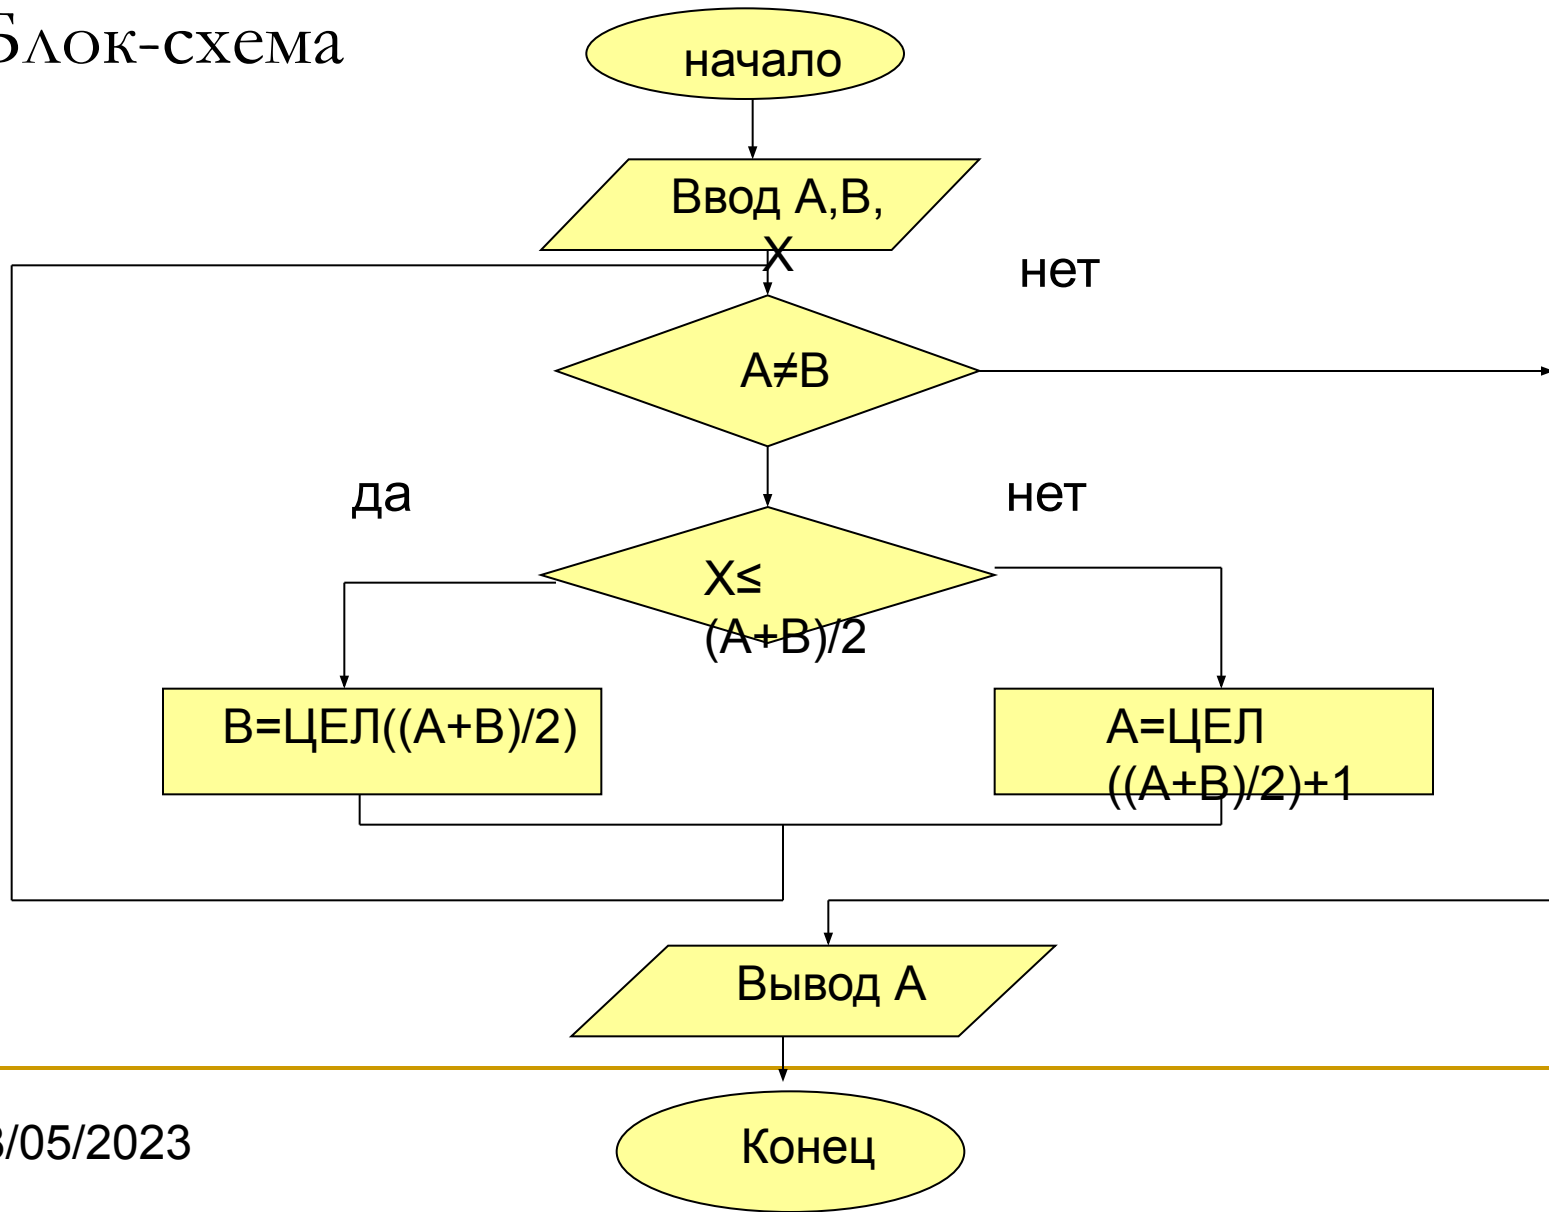 Блок-схема
начало
Ввод A,B,
X
нет
A≠B
да
нет
X≤
(A+B)/2
B=ЦЕЛ((A+B)/2)
A=ЦЕЛ
((A+B)/2)+1
Вывод A
/05/2023
Конец